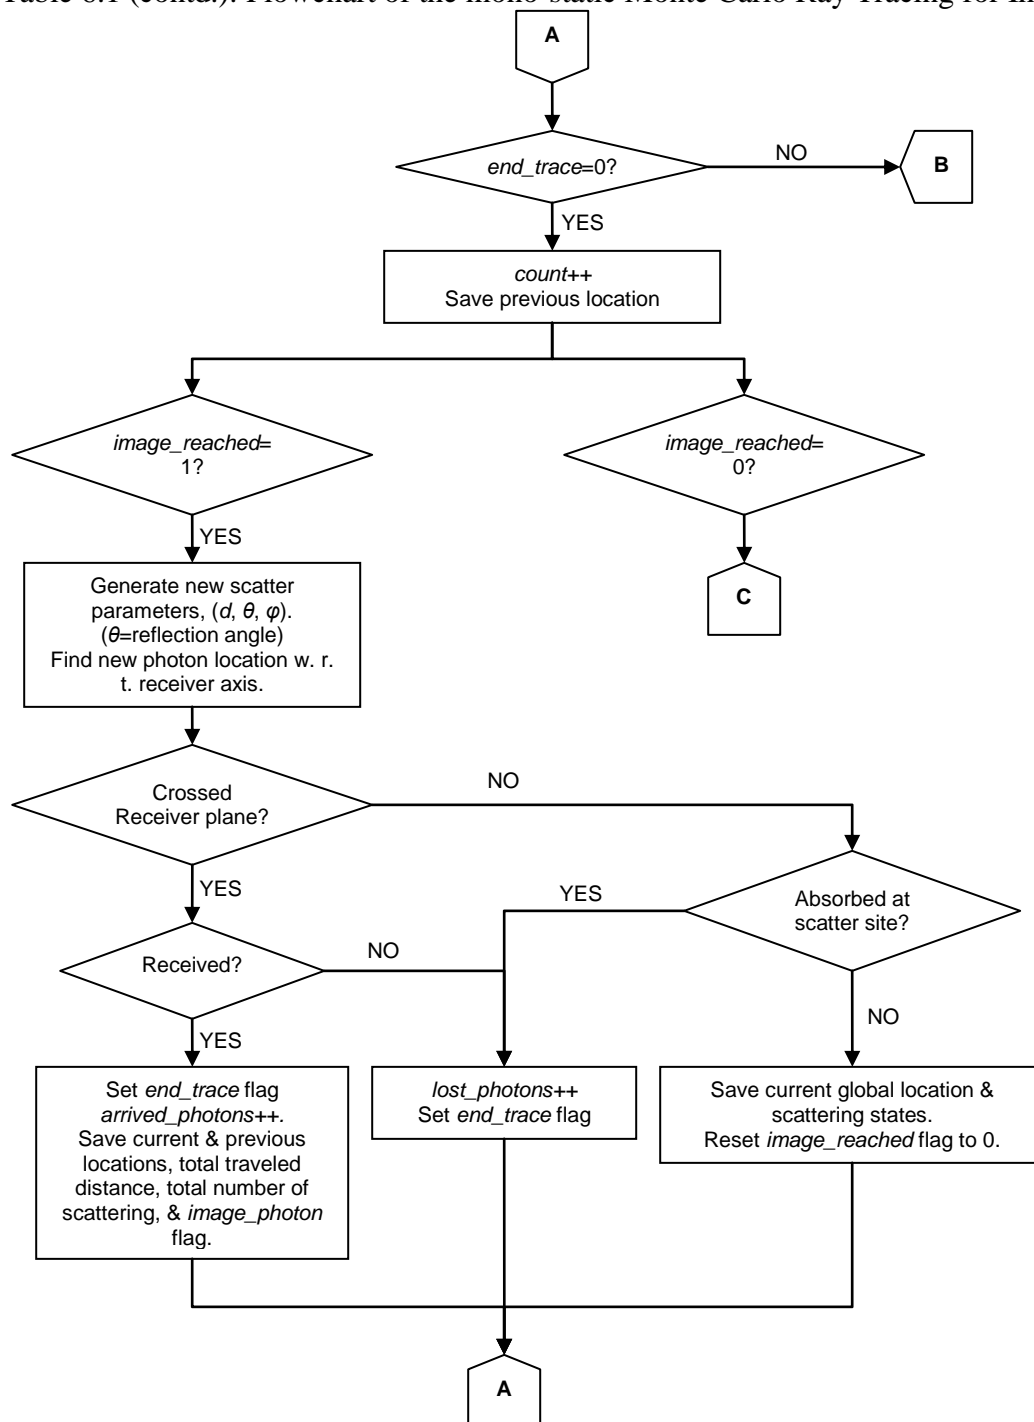 Table 6.1 (contd.): Flowchart of the mono-static Monte Carlo Ray Tracing for
A
end_trace=0?
NO
B
YES
count++
Save previous location
image_reached=
1?
image_reached=
0?
YES
Generate new scatter
parameters, (d, θ, φ).
(θ=reflection angle)
Find new photon location w. r.
t. receiver axis.
C
Crossed
Receiver plane?
NO
YES
Absorbed at
scatter site?
YES
Received?
NO
YES
NO
Set end_trace flag
arrived_photons++.
Save current & previous
locations, total traveled
distance, total number of
scattering, & image_photon
flag.
lost_photons++
Set end_trace flag
Save current global location &
scattering states.
Reset image_reached flag to 0.
A